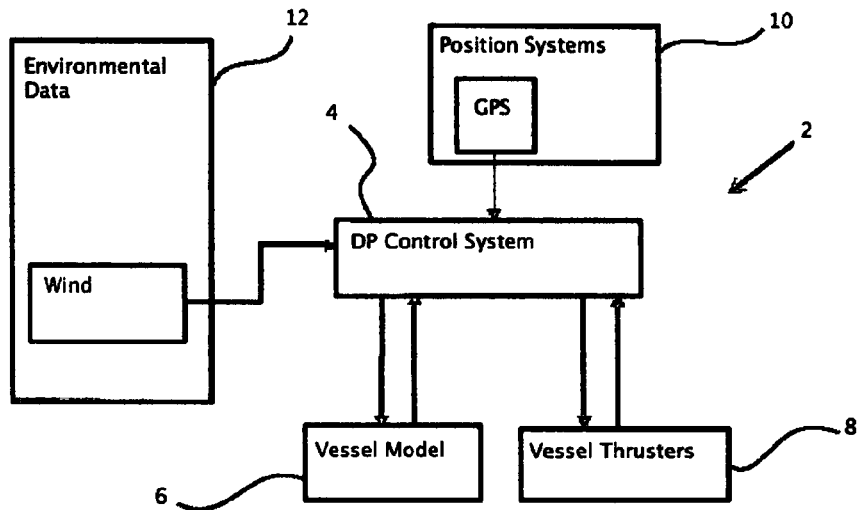 12
Environmental
Data
Position Systems
10
GPS
4
2
DP Control System
Wind
Vessel Model
Vessel Thrusters
8
6